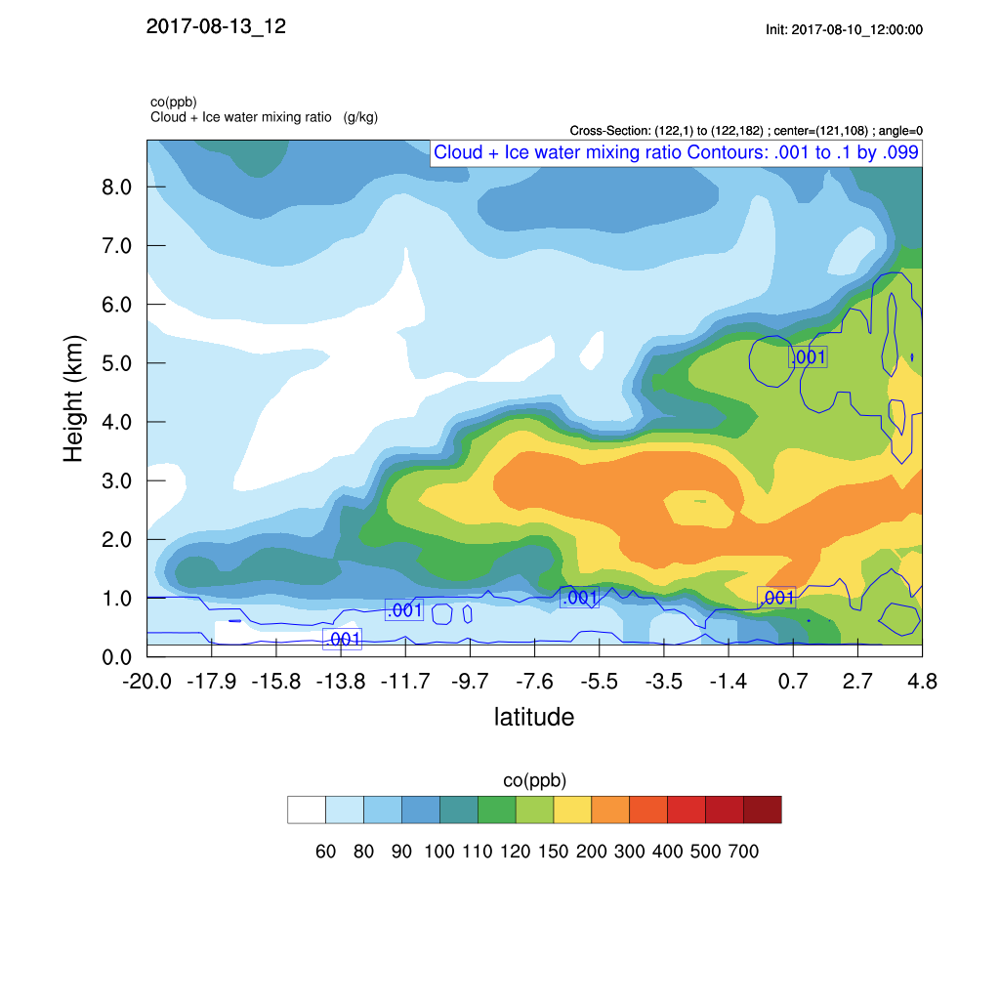 2017-08-13_12
Init: 2017-08-10_12:00:00
co(ppb)
Cloud + Ice water mixing ratio (g/kg)
Cross-Section: (122,1) to (122,182) ; center=(121,108) ; angle=0
Cloud + Ice water mixing ratio Contours: .001 to .1 by .099
8.0
7.0
6.0
5.0
4.0
3.0
2.0
1.0
0.0
Height (km)
.001
.001
.001
.001
.001
-20.0 -17.9 -15.8 -13.8 -11.7 -9.7 -7.6 -5.5 -3.5 -1.4 0.7 2.7 4.8
latitude
co(ppb)
60 80 90 100 110 120 150 200 300 400 500 700